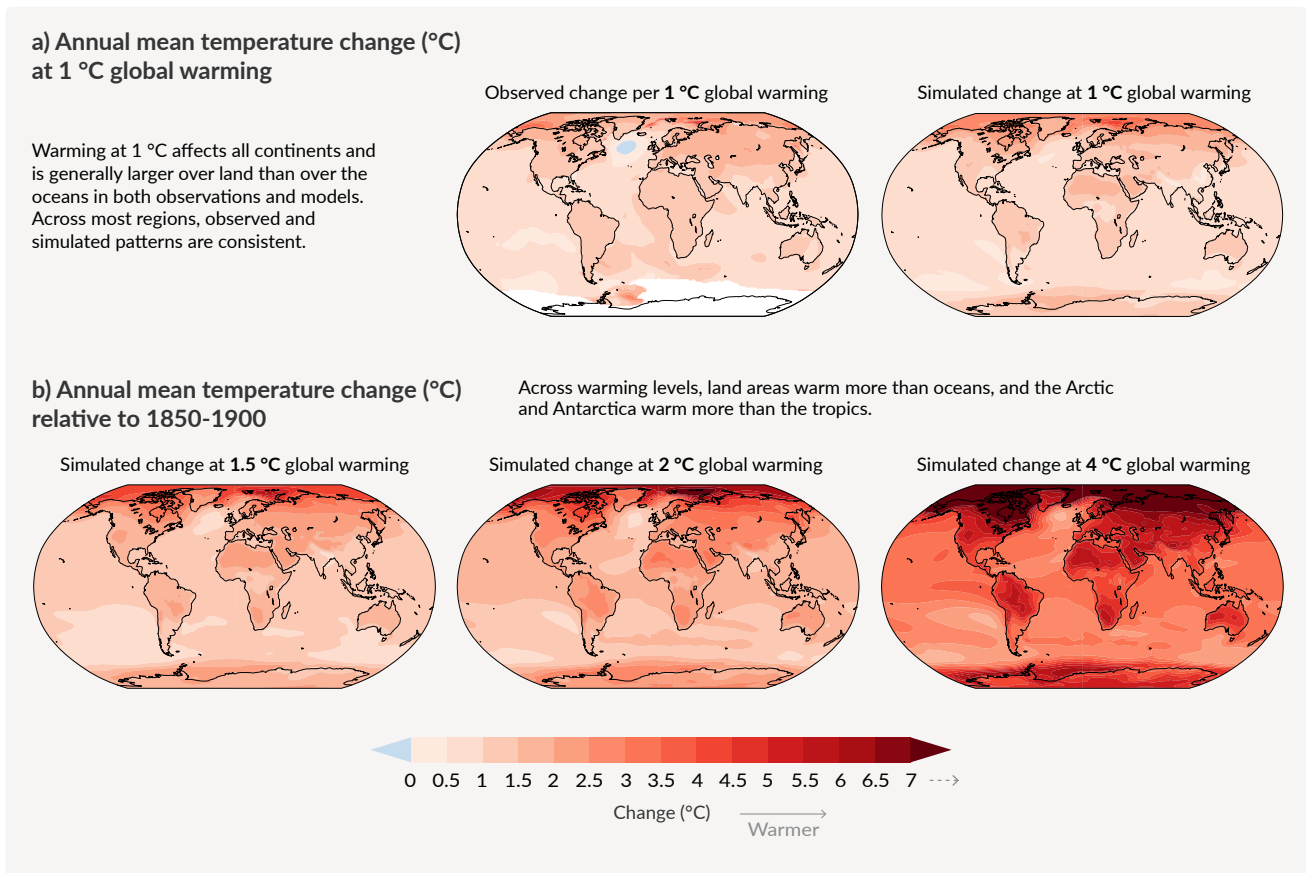 a) Annual mean temperature change (°C)
at 1 °C global warming
Observed change per 1 °C global warming
Simulated change at 1 °C global warming
Warming at 1 °C affects all continents and
is generally larger over land than over the
oceans in both observations and models.
Across most regions, observed and
simulated patterns are consistent.
b) Annual mean temperature change (°C)
relative to 1850-1900
Across warming levels, land areas warm more than oceans, and the Arctic
and Antarctica warm more than the tropics.
Simulated change at 1.5 °C global warming
Simulated change at 2 °C global warming
Simulated change at 4 °C global warming
0 0.5 1 1.5 2 2.5 3 3.5 4 4.5 5 5.5 6 6.5 7
Change (°C)
Warmer